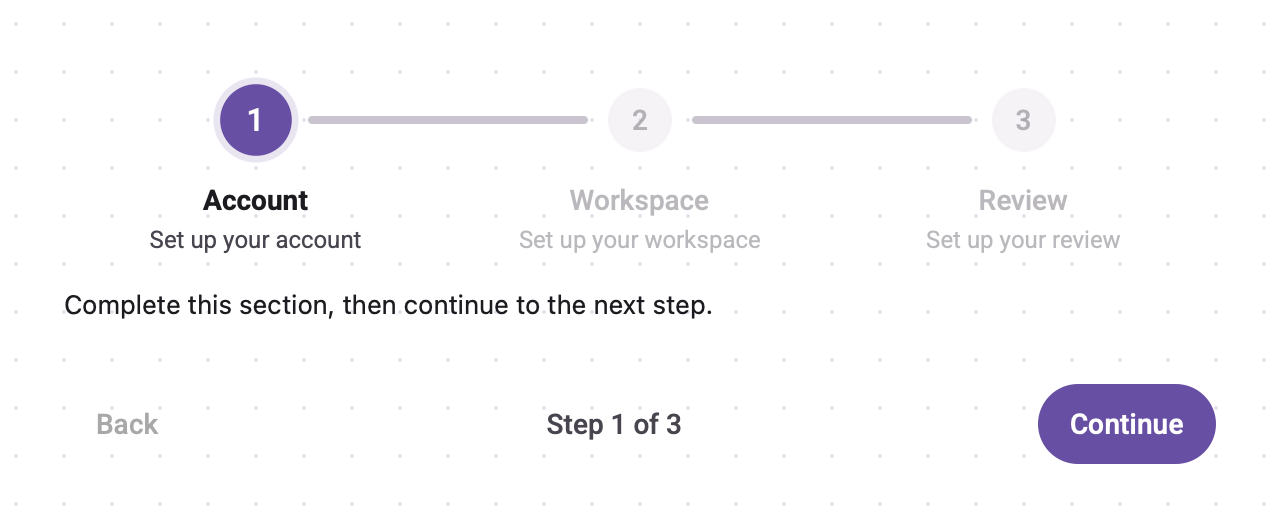 1
2
3
Account
Workspace
Review
Set up your account
Set up your workspace
Set up your review
Complete this section, then continue to the next step.
Back
Step 1 of 3
Continue